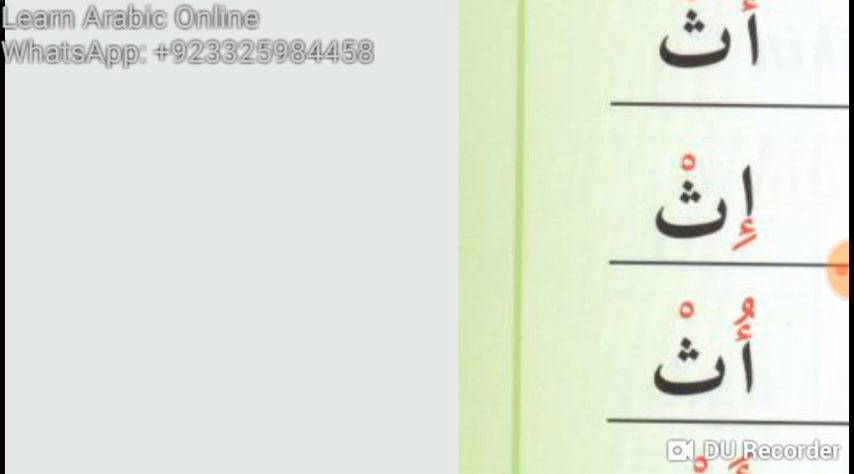 Learn Arabic Online
WhatsApp: +923325984458
إِثْ
أُثْ
DU Recorder